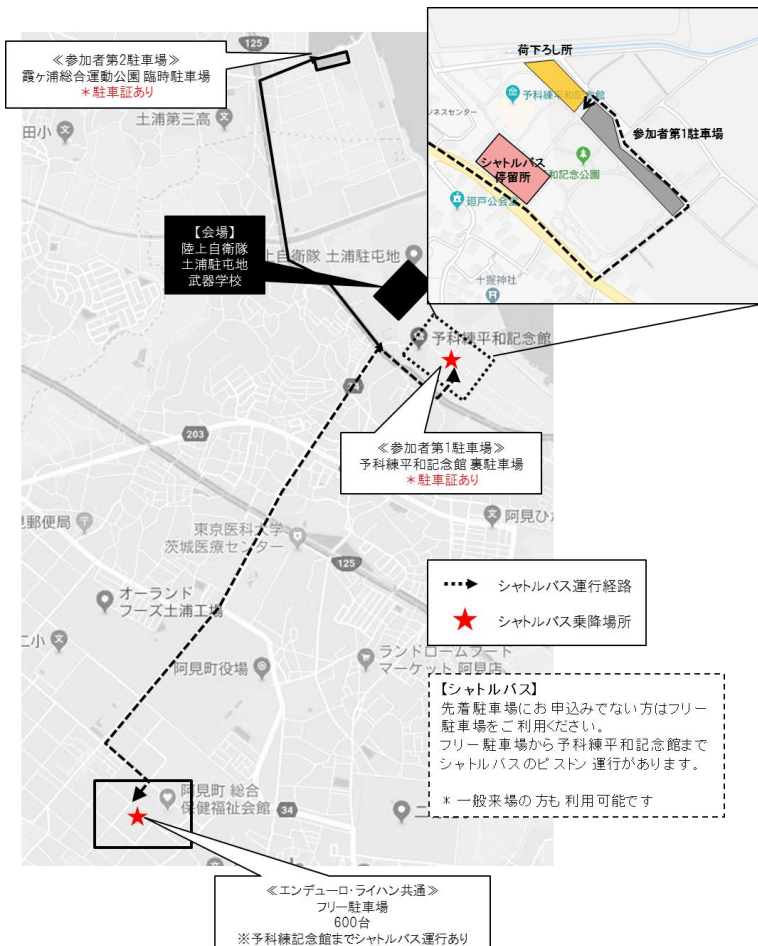 ≪参加者第2駐車場≫
霞ヶ浦総合運動公園 臨時駐車場
＊駐車証あり
125
土浦第三高
田小
荷下ろし所
予科練平和記念館
ジネスセンター
参加者第1駐車場
シャトルバス
停留所
和記念公園
廻戸公会堂
十握神社
【会場】
陸上自衛隊
土浦駐屯地
武器学校
上自衛隊 土浦駐屯地
予科練平和記念館
203
≪参加者第1駐車場≫
予科練平和記念館 裏駐車場
＊駐車証あり
見郵便局
東京医科大学
茨城医療センター
阿見ひ
125
シャトルバス運行経路
シャトルバス乗降場所
オーランド
フーズ土浦工場
二小
阿見町役場
ランドロームフード
マーケット 阿見店
【シャトルバス】
先着駐車場にお申込みでない方はフリー
駐車場をご利用ください。
フリー駐車場から予科練平和記念館まで
シャトルバスのピストン運行があります。
＊一般来場の方も利用可能です
阿見町 総合
保健福祉会館
34
≪エンデューロ・ライハン共通≫
フリー駐車場
600台
※予科練記念館までシャトルバス運行あり